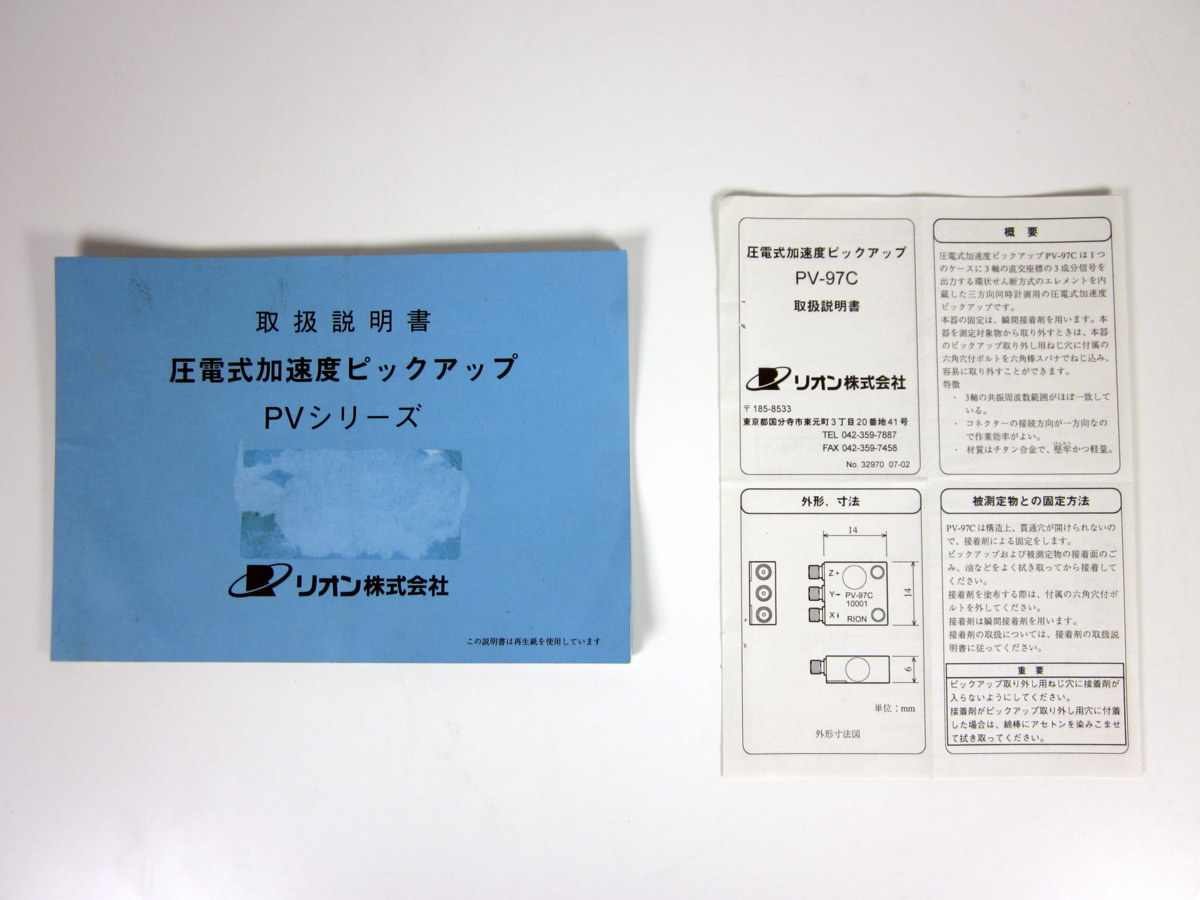 取扱説明書
圧電式加速度ピックアップ
PVシリーズ
リオン株式会社
この説明書は再生紙を使用しています
圧電式加速度ピックアップ
PV-97C
取扱説明書
リオン株式会社
〒185-8533
東京都国分寺市東元町3丁目20番地41号
TEL 042-359-7887
FAX 042-359-7458
No. 32970 07-02
概 要
圧電式加速度ピックアップPV-97Cは1つ
のケースに3軸の直交座標の3成分信号を
出力する環状せん断方式のエレメントを内
蔵した三方向同時計測用の圧電式加速度
ピックアップです。
本器の固定は、瞬間接着剤を用います。本
器を測定対象物から取り外すときは、本器
のピックアップ取り外し用ねじ穴に付属の
六角穴付ボルトを六角棒スパナでねじ込み、
容易に取り外すことができます。
特徴
・ 3軸の共振周波数範囲がほぼ一致して
いる。
・ コネクターの接続方向が一方向なの
で作業効率がよい。
・ 材質はチタン合金で、堅牢かつ軽量。
外形、寸法
14
Z+
Y→
X+
PV-97C
10001
RION
14
6
単位:mm
外形寸法図
被測定物との固定方法
PV-97Cは構造上、貫通穴が開けられないの
で、接着剤による固定をします。
ピックアップおよび被測定物の接着面のご
み、油などをよく拭き取ってから接着して
ください。
接着剤を塗布する際は、付属の六角穴付ボ
ルトを外してください。
接着剤は瞬間接着剤を用います。
接着剤の取扱については、接着剤の取扱説
明書に従ってください。
重 要
ピックアップ取り外し用ねじ穴に接着剤が
入らないようにしてください。
接着剤がピックアップ取り外し用穴に付着
した場合は、綿棒にアセトンを染みこませ
て拭き取ってください。